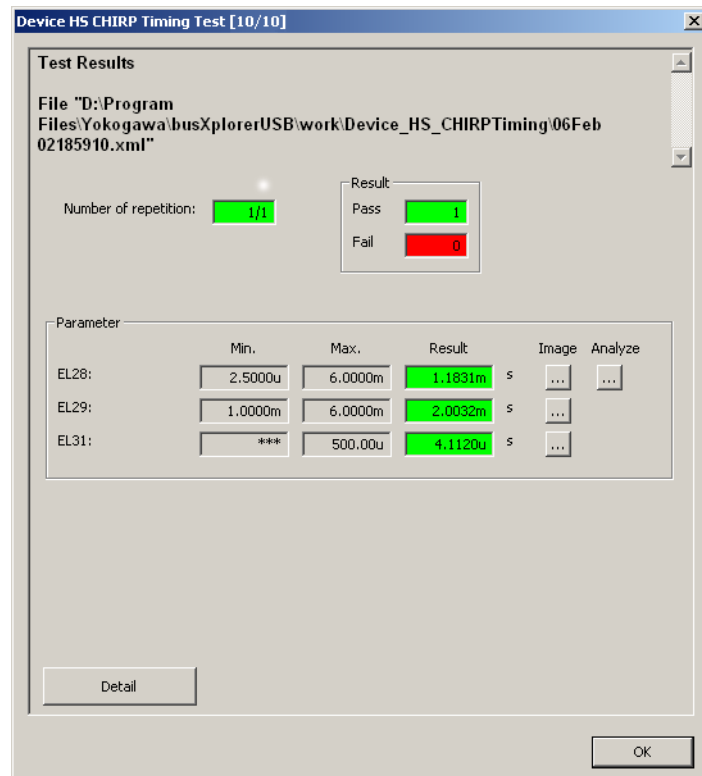 Device HS CHIRP Timing Test [10/10]
Test Results
File "D:\Program
Files\Yokogawa\busXplorerUSB\work\Device_HS_CHIRPTiming\06Feb
02185910.xml"
Number of repetition: 1/1
Result
Pass 1
Fail 0
Parameter
Min. Max. Result Image Analyze
EL28: 2.5000u 6.0000m 1.1831m s ... ...
EL29: 1.0000m 6.0000m 2.0032m s ...
EL31: *** 500.00u 4.1120u s ...
Detail
OK